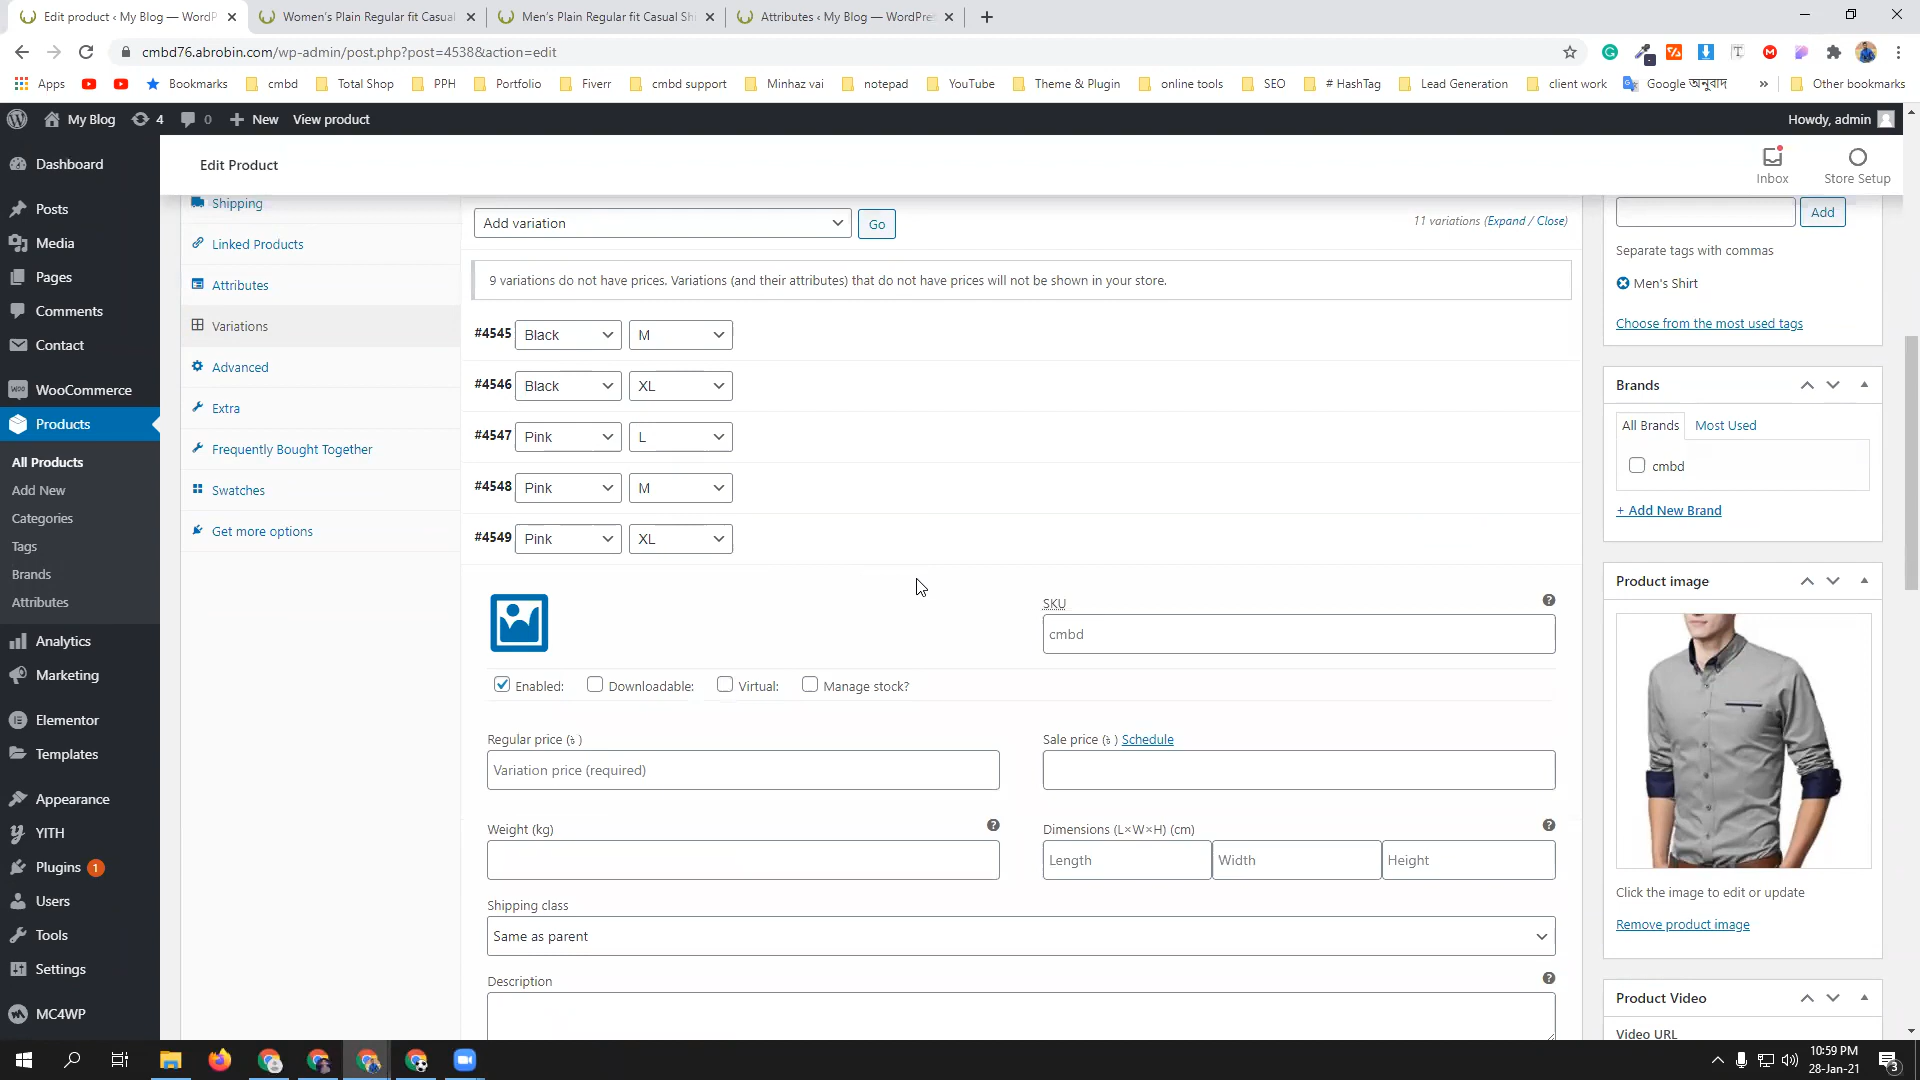 Edit product ‹ My Blog — WordP
Women's Plain Regular fit Casual
Men's Plain Regular fit Casual Shi
Attributes ‹ My Blog — WordPre
cmbd76.abrobin.com/wp-admin/post.php?post=4538&action=edit
Apps Bookmarks cmbd Total Shop PPH Portfolio Fiverr cmbd support Minhaz vai notepad YouTube Theme & Plugin online tools SEO # HashTag Lead Generation client work Google অনুবাদ » Other bookmarks
My Blog 4 0 New View product Howdy, admin
Dashboard
Posts
Media
Pages
Comments
Contact
WooCommerce
Products
All Products
Add New
Categories
Tags
Brands
Attributes
Analytics
Marketing
Elementor
Templates
Appearance
YITH
Plugins 1
Users
Tools
Settings
MC4WP
Edit Product
Inbox
Store Setup
Shipping
Linked Products
Attributes
Variations
Advanced
Extra
Frequently Bought Together
Swatches
Get more options
Add variation Go 11 variations (Expand / Close)
9 variations do not have prices. Variations (and their attributes) that do not have prices will not be shown in your store.
#4545 Black M
#4546 Black XL
#4547 Pink L
#4548 Pink M
#4549 Pink XL
SKU
cmbd
Enabled: Downloadable: Virtual: Manage stock?
Regular price (৳ )
Variation price (required)
Sale price (৳ ) Schedule
Weight (kg)
Dimensions (L×W×H) (cm)
Length Width Height
Shipping class
Same as parent
Description
Add
Separate tags with commas
Men's Shirt
Choose from the most used tags
Brands
All Brands Most Used
cmbd
+ Add New Brand
Product image
Click the image to edit or update
Remove product image
Product Video
Video URL
10:59 PM
28-Jan-21
3